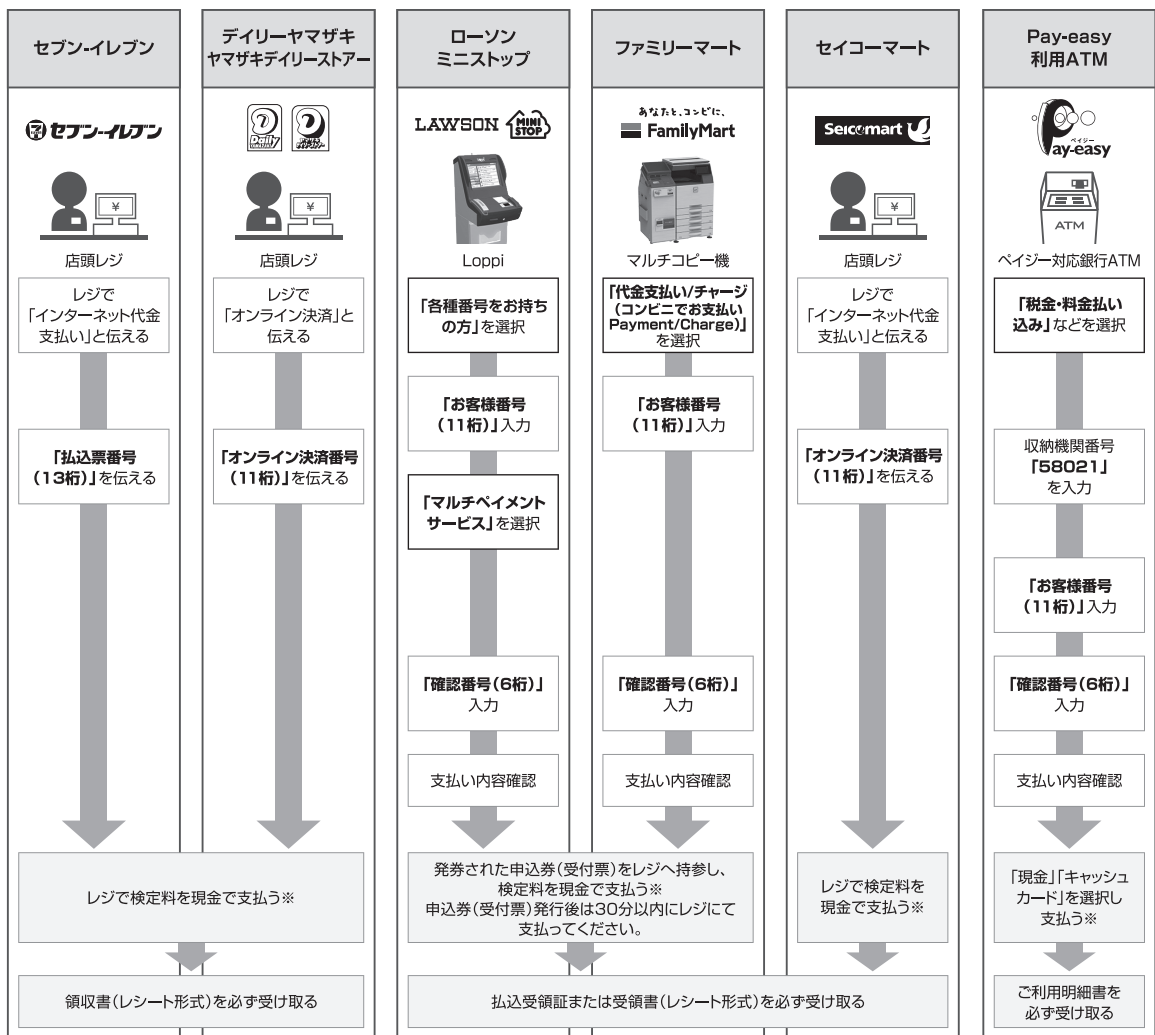 セブン-イレブン
デイリーヤマザキ
ヤマザキデイリーストアー
ローソン
ミニストップ
ファミリーマート
セイコーマート
Pay-easy
利用ATM
セブン-イレブン
Daily
LAWSON
MINI
STOP
あなたと、コンビに、
FamilyMart
Seicomart
ペイジー
Pay-easy
¥
¥
¥
ATM
店頭レジ
店頭レジ
Loppi
マルチコピー機
店頭レジ
ペイジー対応銀行ATM
レジで
「インターネット代金
支払い」と伝える
レジで
「オンライン決済」と
伝える
「各種番号をお持ち
の方」を選択
「代金支払い/チャージ
(コンビニでお支払い
Payment/Charge)」
を選択
レジで
「インターネット代金
支払い」と伝える
「税金・料金払い
込み」などを選択
「お客様番号
(11桁)」入力
「お客様番号
(11桁)」入力
「払込票番号
(13桁)」を伝える
「オンライン決済番号
(11桁)」を伝える
「オンライン決済番号
(11桁)」を伝える
収納機関番号
「58021」
を入力
「マルチペイメント
サービス」を選択
「お客様番号
(11桁)」入力
「確認番号(6桁)」
入力
「確認番号(6桁)」
入力
「確認番号(6桁)」
入力
支払い内容確認
支払い内容確認
支払い内容確認
レジで検定料を現金で支払う※
発券された申込券(受付票)をレジへ持参し、
検定料を現金で支払う※
申込券(受付票)発行後は30分以内にレジにて
支払ってください。
レジで検定料を
現金で支払う※
「現金」「キャッシュ
カード」を選択し
支払う※
領収書(レシート形式)を必ず受け取る
払込受領証または受領書(レシート形式)を必ず受け取る
ご利用明細書を
必ず受け取る